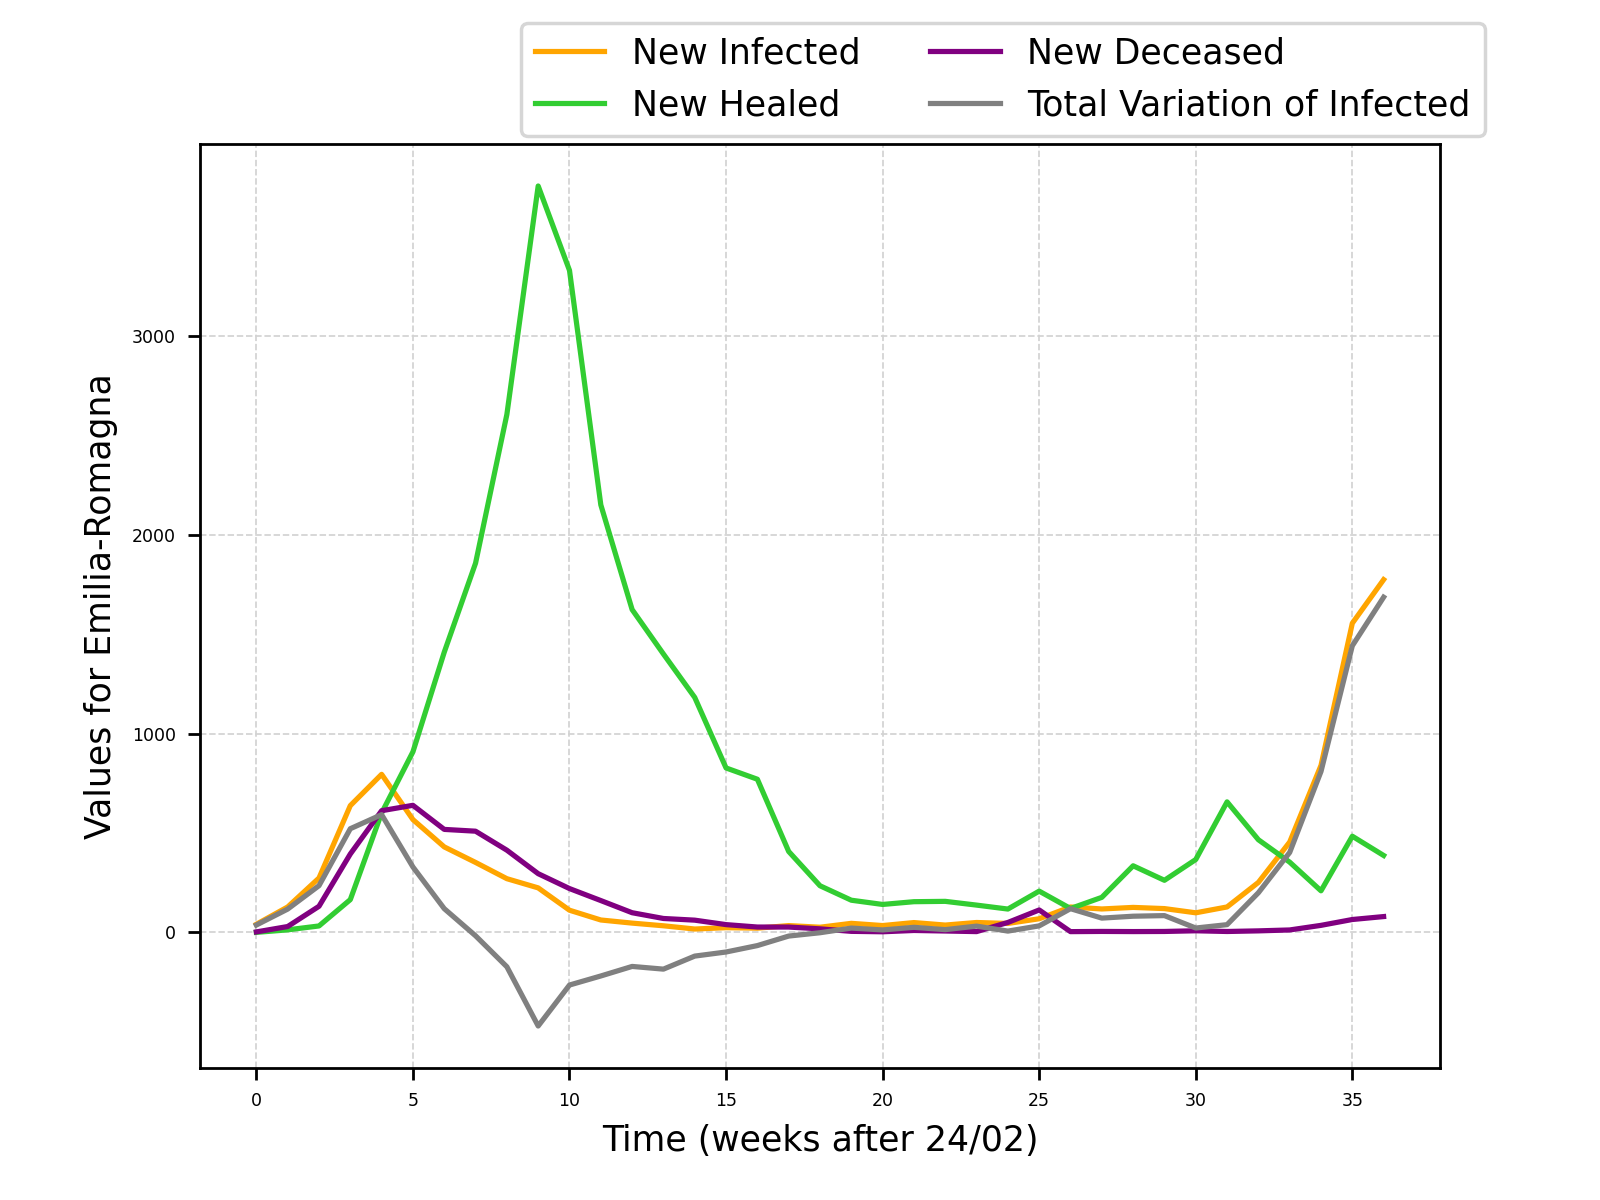 New Infected
New Healed
New Deceased
Total Variation of Infected
Values for Emilia-Romagna
3000
2000
1000
0
0 5 10 15 20 25 30 35
Time (weeks after 24/02)